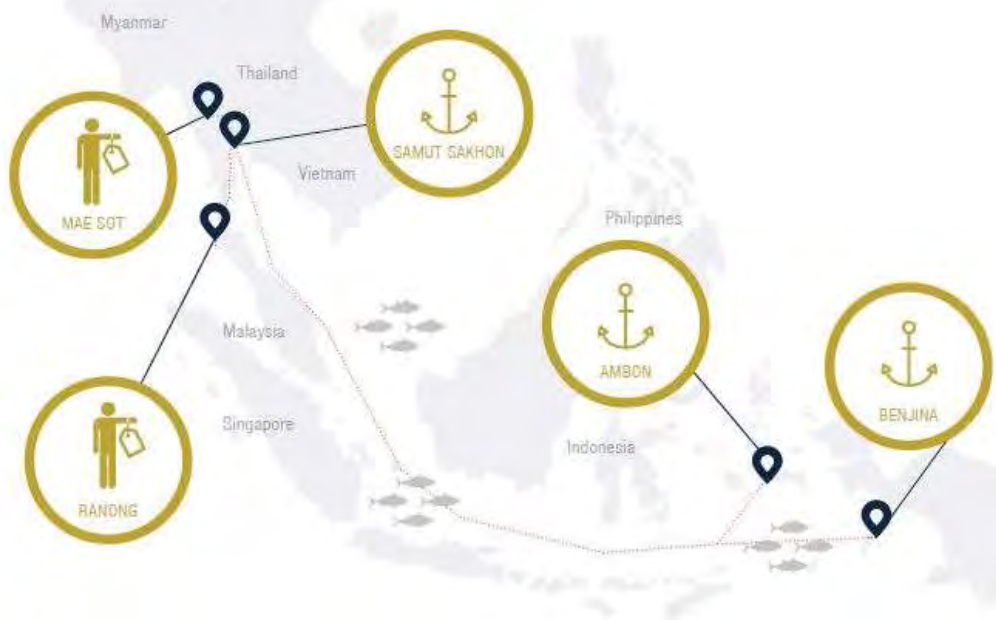 Myanmar
Thailand
SAMUT SAKHON
MAE SOT
Vietnam
Philippines
Malaysia
AMBON
BENJINA
Singapore
Indonesia
RANONG